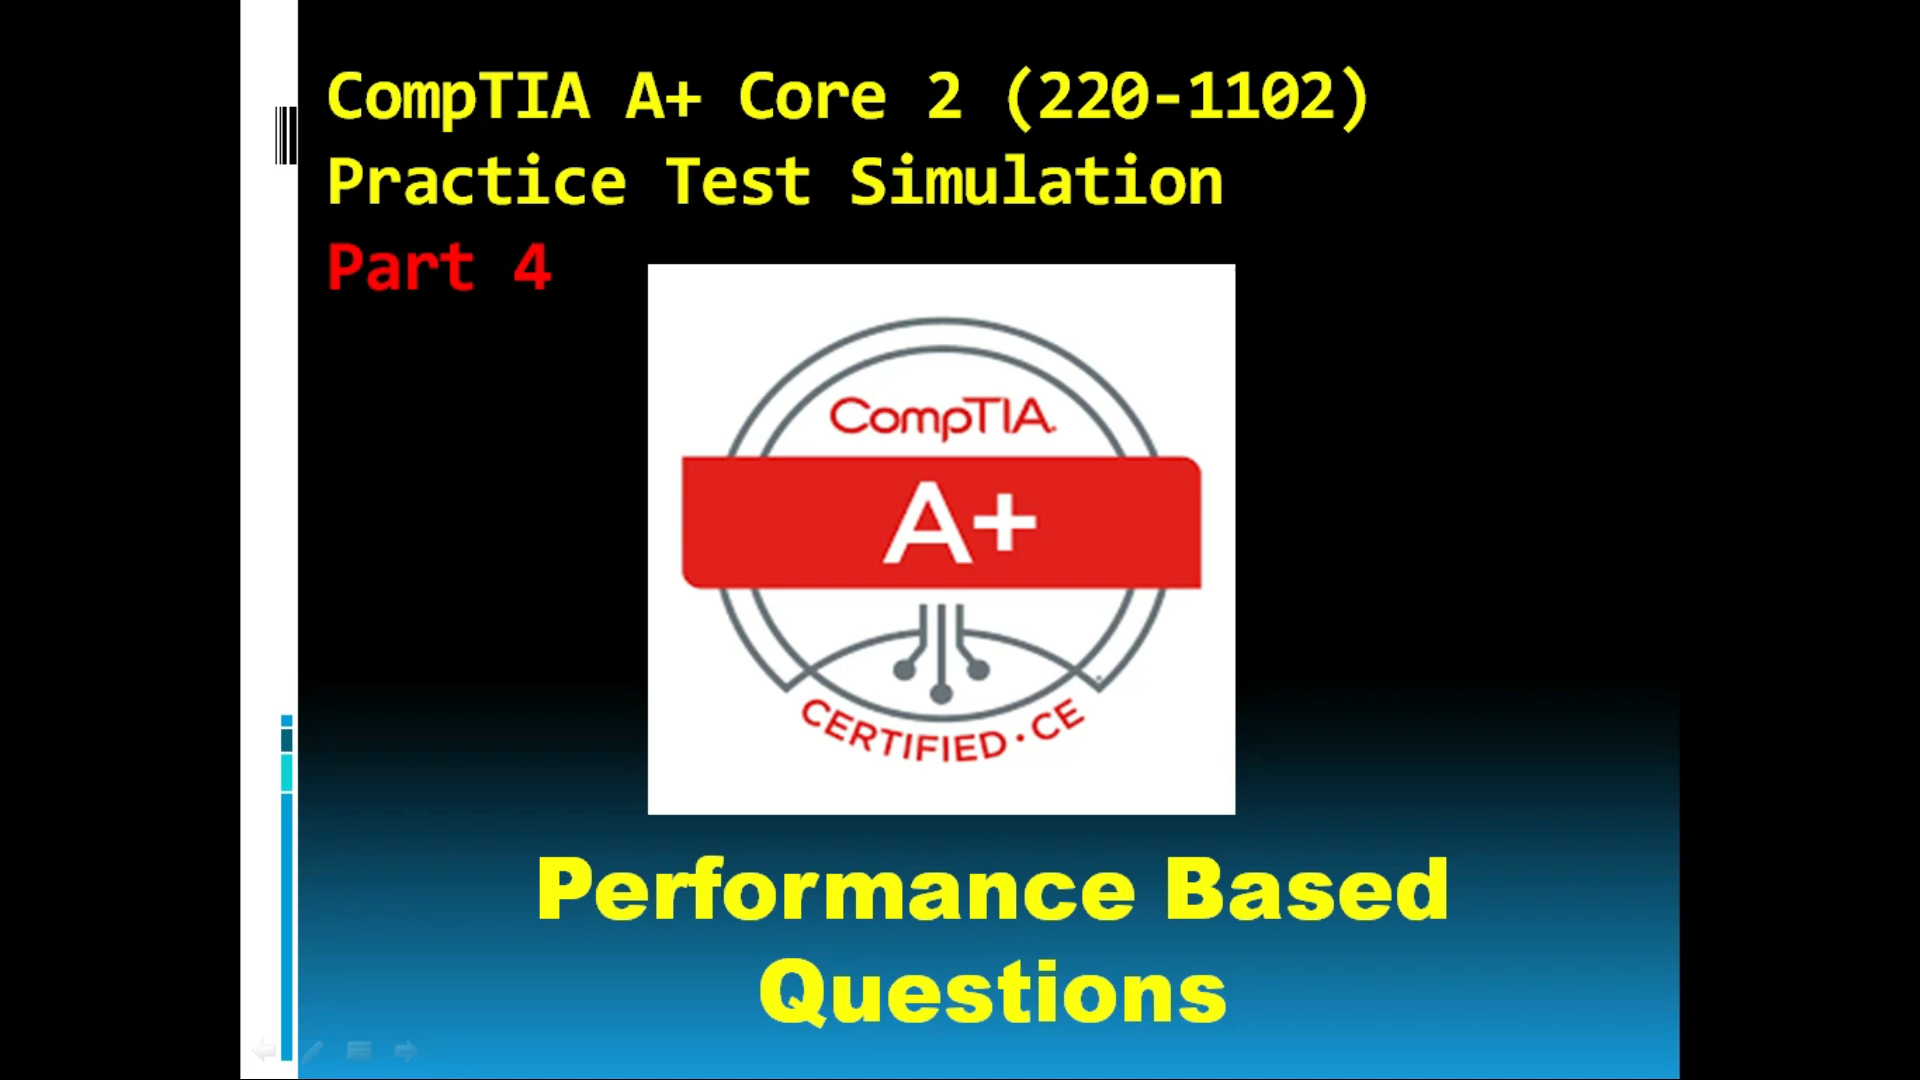 CompTIA A+ Core 2 (220-1102)
Practice Test Simulation
Part 4
CompTIA
A+
CERTIFIED · CE
Performance Based
Questions